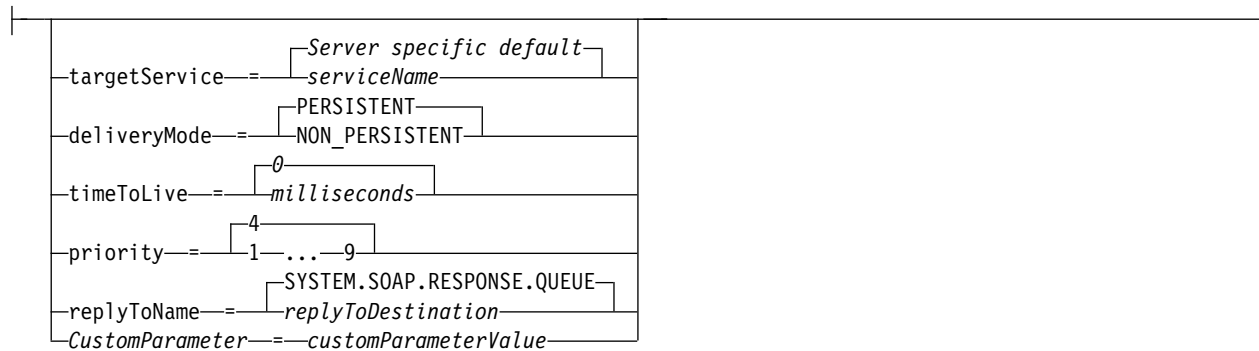 Server specific default
targetService = serviceName
PERSISTENT
deliveryMode = NON_PERSISTENT
0
timeToLive = milliseconds
4
priority = 1 ... 9
SYSTEM.SOAP.RESPONSE.QUEUE
replyToName = replyToDestination
CustomParameter = customParameterValue